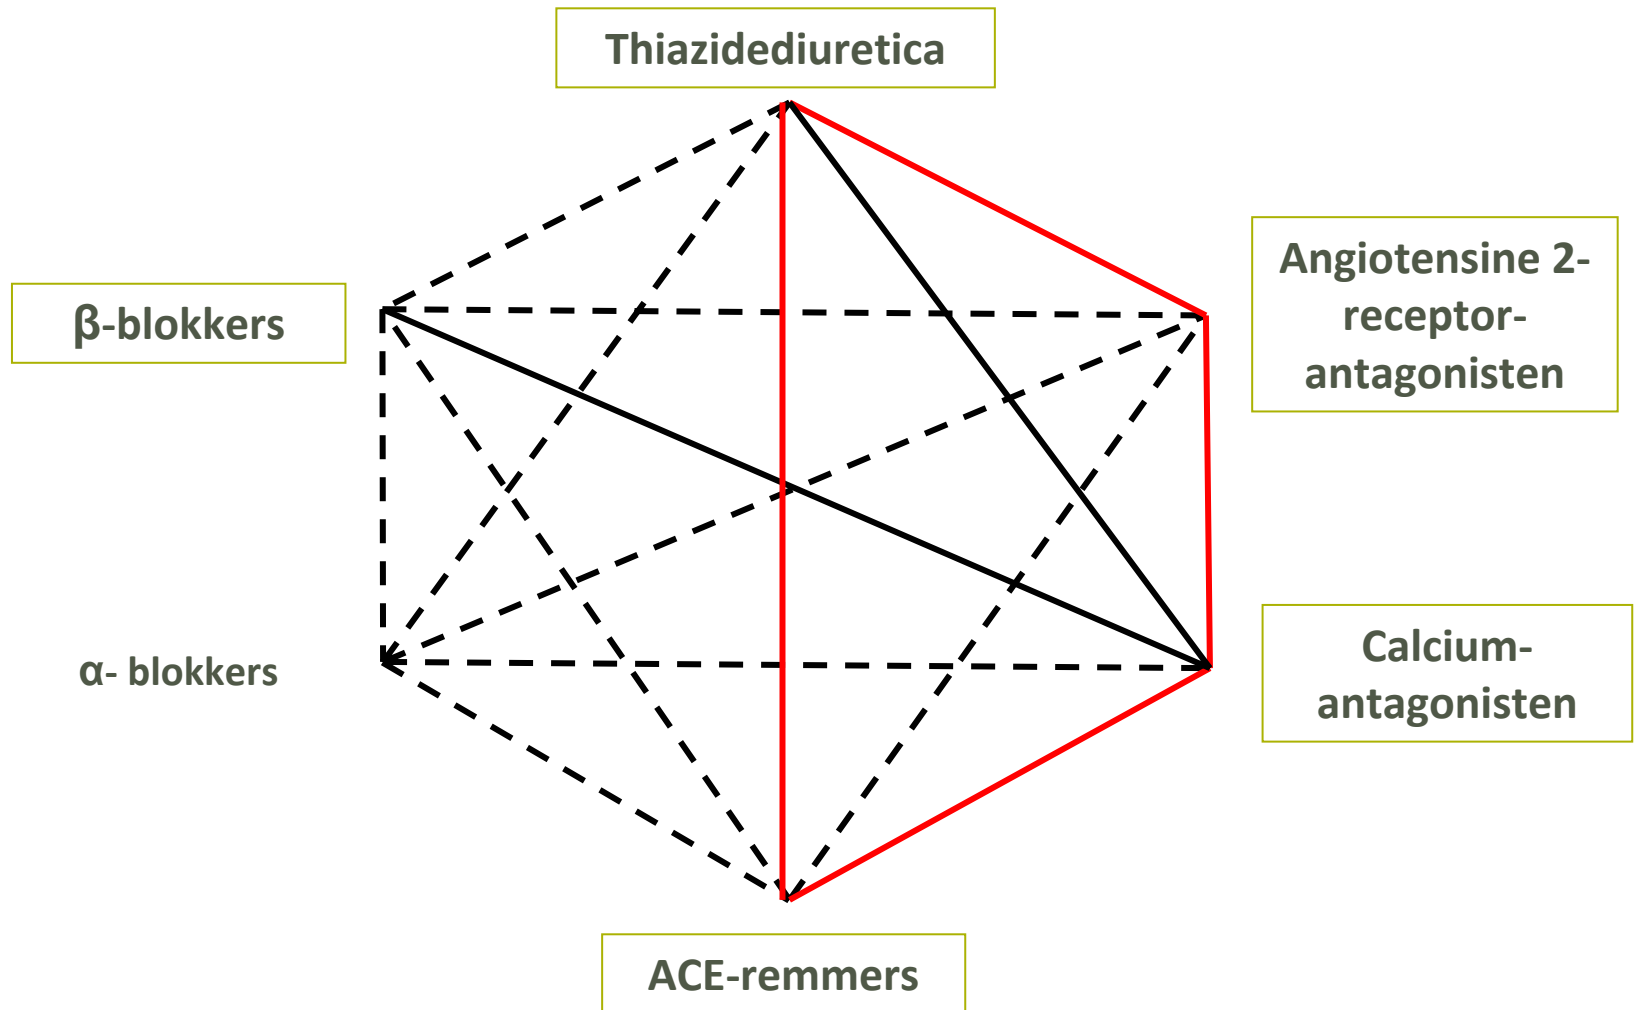 Thiazidediuretica
Angiotensine 2-
receptor-
antagonisten
β-blokkers
α- blokkers
Calcium-
antagonisten
ACE-remmers